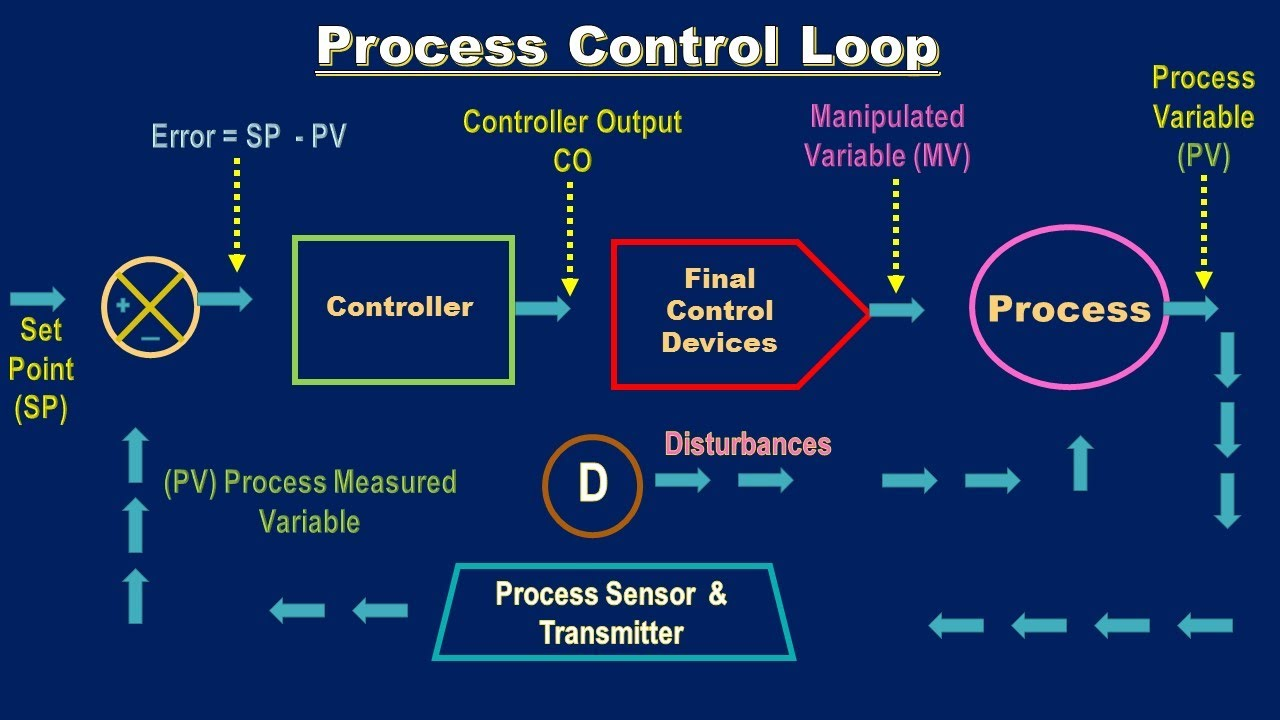 Process Control Loop
Error = SP - PV
Controller Output
CO
Manipulated
Variable (MV)
Process
Variable
(PV)
Set
Point
(SP)
+
−
Controller
Final
Control
Devices
Process
(PV) Process Measured
Variable
D
Disturbances
Process Sensor &
Transmitter